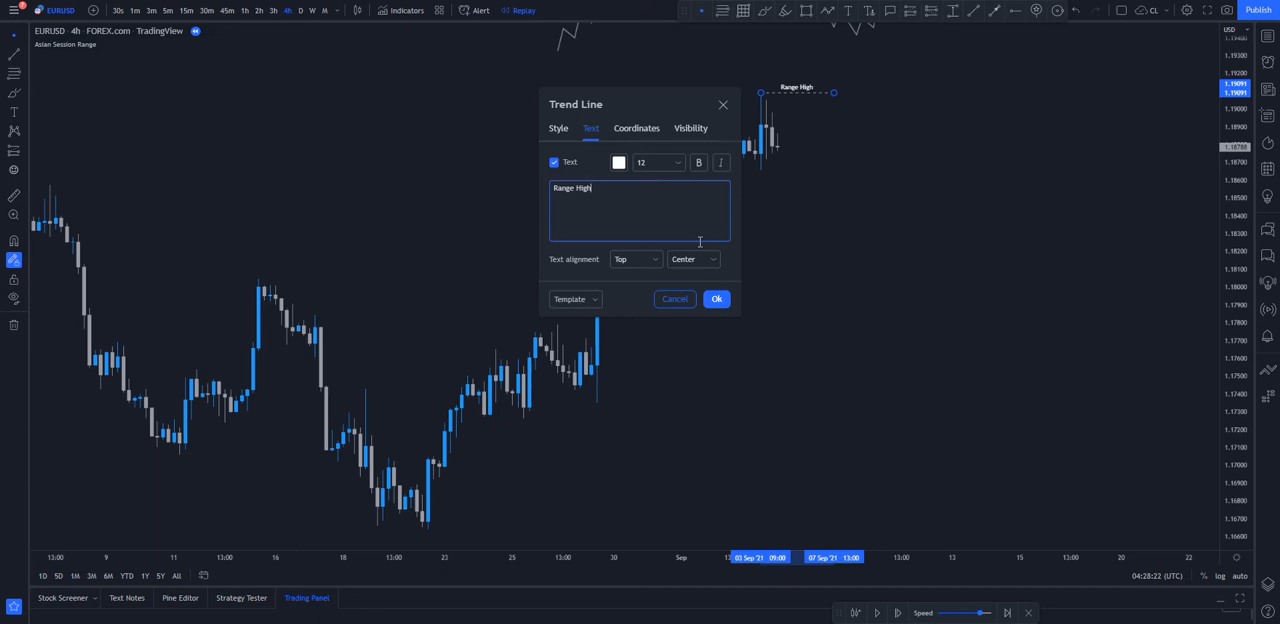 7 EURUSD 30s 1m 3m 5m 15m 30m 45m 1h 2h 3h 4h D W M Indicators Alert Replay CL Publish
EURUSD 4h FOREX.com TradingView
Asian Session Range
USD
1.19400
1.19300
1.19200
1.19091
1.19091
1.19000
1.18900
1.18788
1.18700
1.18600
1.18500
1.18400
1.18300
1.18200
1.18100
1.18000
1.17900
1.17800
1.17700
1.17600
1.17500
1.17400
1.17300
1.17200
1.17100
1.17000
1.16900
1.16800
1.16700
1.16600
Range High
Trend Line
Style Text Coordinates Visibility
Text 12 B I
Range High
Text alignment Top Center
Template Cancel Ok
13:00 9 11 13:00 16 18 13:00 23 25 13:00 30 Sep 13 03 Sep '21 09:00 07 Sep '21 13:00 13:00 13 15 13:00 20 22
1D 5D 1M 3M 6M YTD 1Y 5Y All 04:28:22 (UTC) % log auto
Stock Screener Text Notes Pine Editor Strategy Tester Trading Panel
Speed